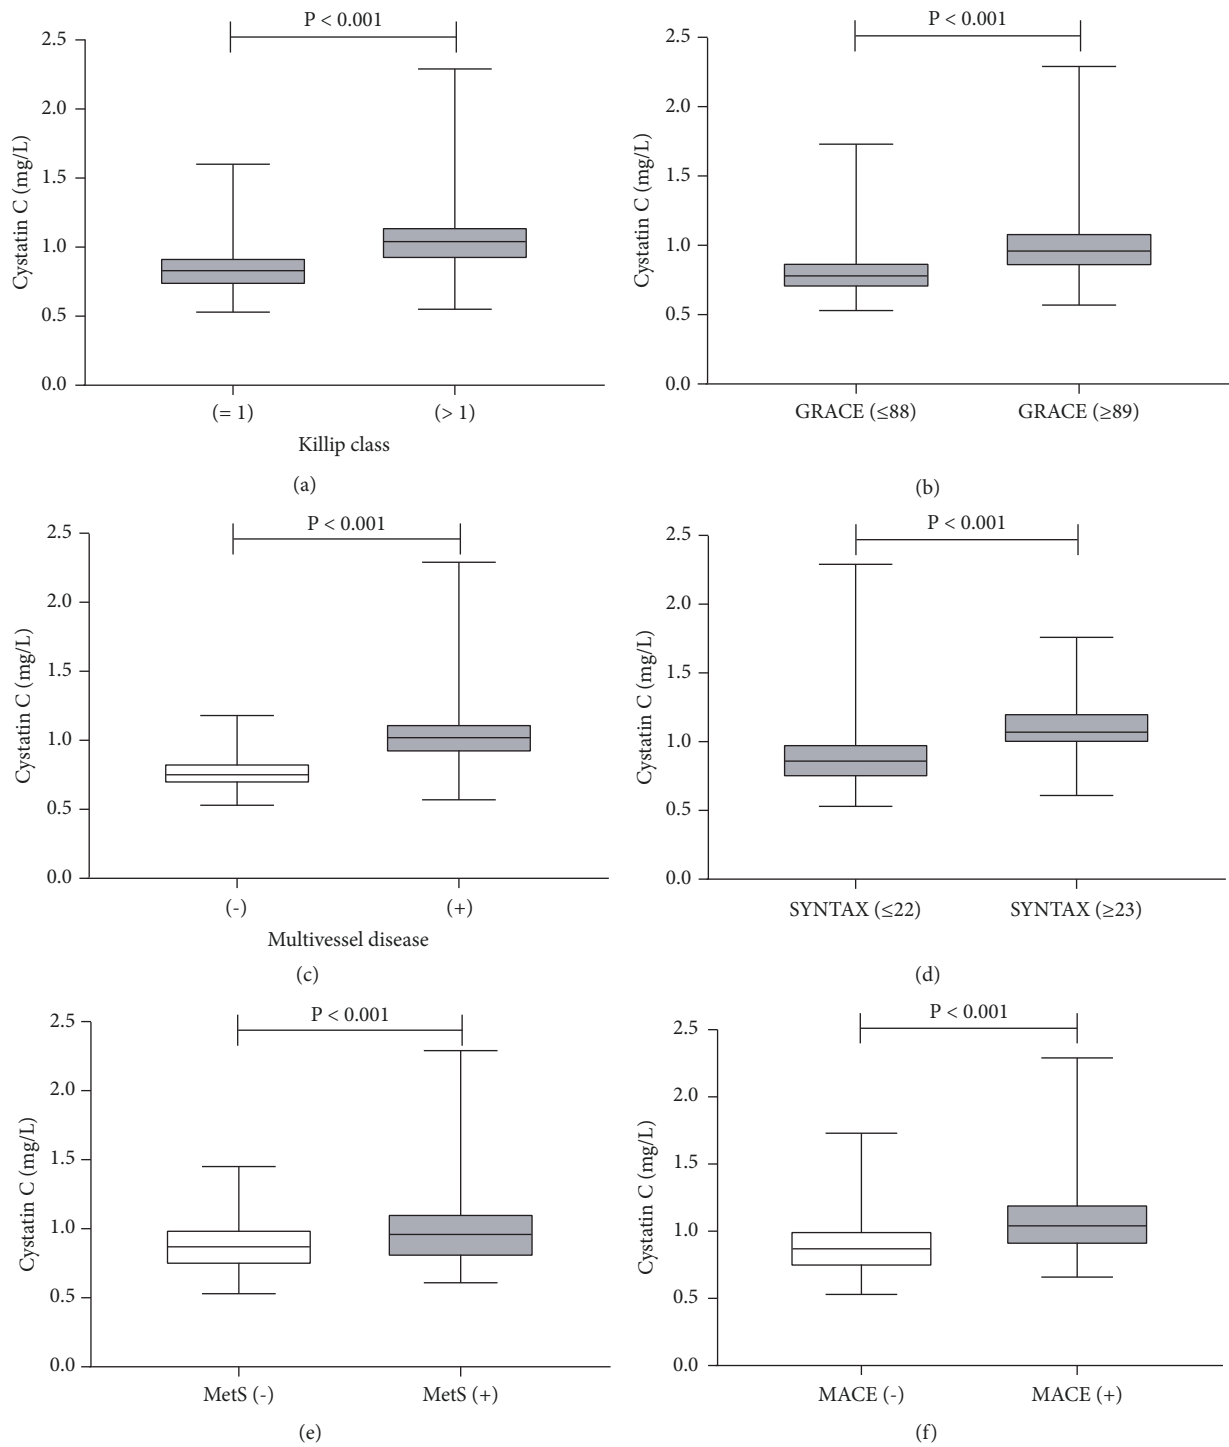 P < 0.001
2.5
2.0
1.5
1.0
0.5
0.0
Cystatin C (mg/L)
(= 1)
(> 1)
Killip class
(a)
P < 0.001
2.5
2.0
1.5
1.0
0.5
0.0
Cystatin C (mg/L)
GRACE (≤88)
GRACE (≥89)
(b)
P < 0.001
2.5
2.0
1.5
1.0
0.5
0.0
Cystatin C (mg/L)
(-)
(+)
Multivessel disease
(c)
P < 0.001
2.5
2.0
1.5
1.0
0.5
0.0
Cystatin C (mg/L)
SYNTAX (≤22)
SYNTAX (≥23)
(d)
P < 0.001
2.5
2.0
1.5
1.0
0.5
0.0
Cystatin C (mg/L)
MetS (-)
MetS (+)
(e)
P < 0.001
2.5
2.0
1.5
1.0
0.5
0.0
Cystatin C (mg/L)
MACE (-)
MACE (+)
(f)